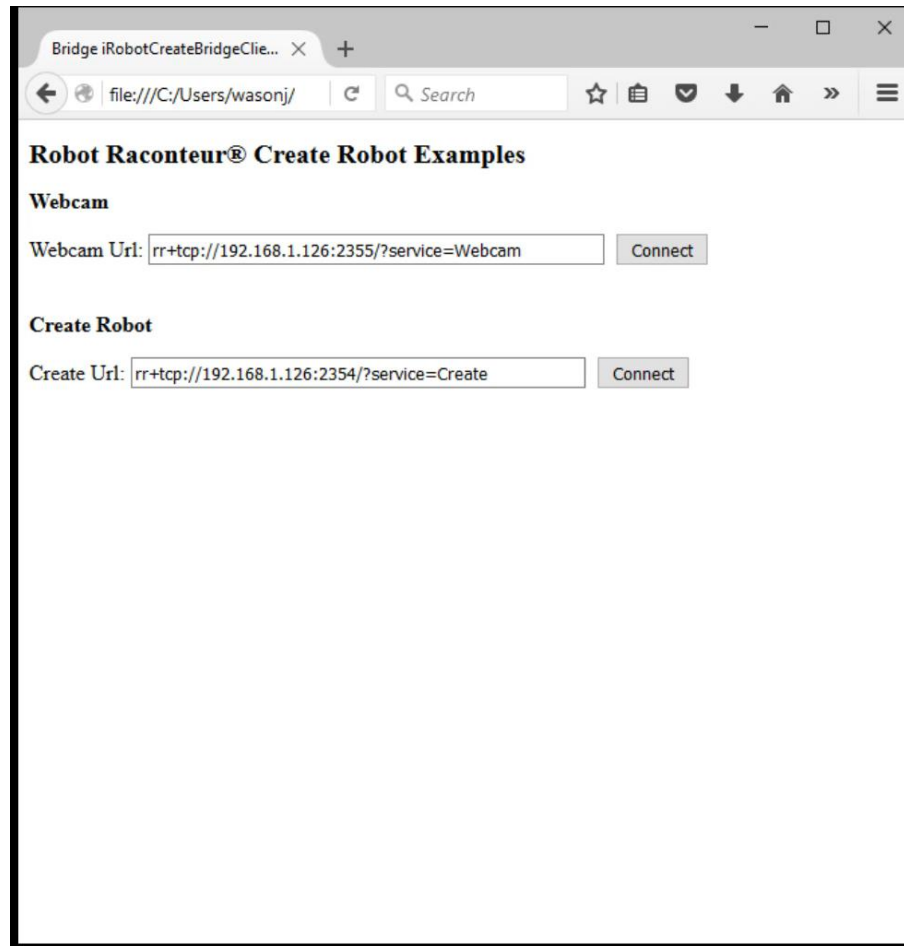 Bridge iRobotCreateBridgeClie...
file:///C:/Users/wasonj/
Search
Robot Raconteur® Create Robot Examples
Webcam
Webcam Url: rr+tcp://192.168.1.126:2355/?service=Webcam Connect
Create Robot
Create Url: rr+tcp://192.168.1.126:2354/?service=Create Connect